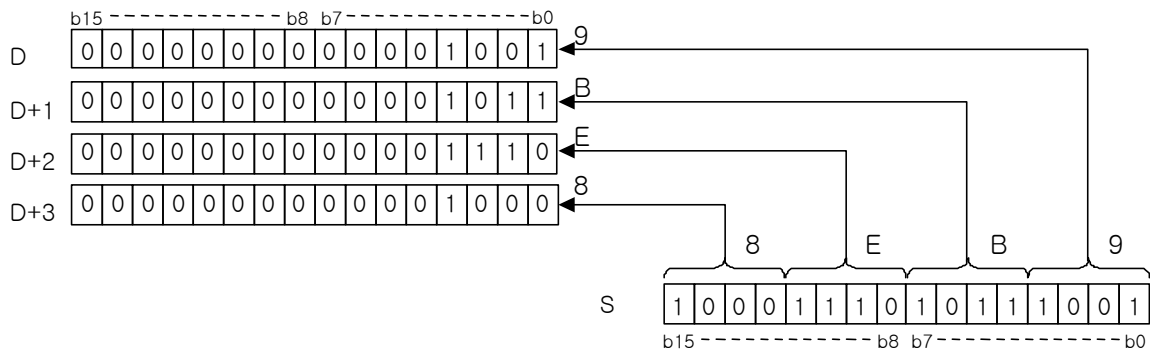 b15 b8 b7 b0
D 0 0 0 0 0 0 0 0 0 0 0 0 1 0 0 1 9
D+1 0 0 0 0 0 0 0 0 0 0 0 0 1 0 1 1 B
D+2 0 0 0 0 0 0 0 0 0 0 0 0 1 1 1 0 E
D+3 0 0 0 0 0 0 0 0 0 0 0 0 1 0 0 0 8
8 E B 9
S 1 0 0 0 1 1 1 0 1 0 1 1 1 0 0 1
b15 b8 b7 b0